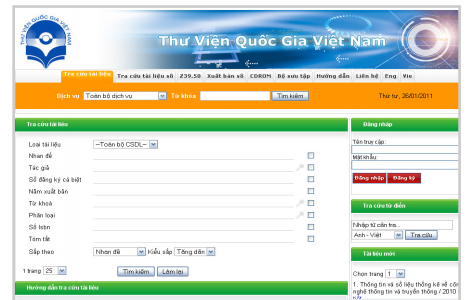 THƯ VIỆN QUỐC GIA VIỆT NAM
Thư Viện Quốc Gia Việt Nam
Tra cứu tài liệu Tra cứu tài liệu số Z39.50 Xuất bản số CDROM Bộ sưu tập Hướng dẫn Liên hệ Eng Vie
Dịch vụ Toàn bộ dịch vụ Từ khóa Tìm kiếm Thứ tư, 26/01/2011
Tra cứu tài liệu
Loại tài liệu --Toàn bộ CSDL--
Nhan đề
Tác giả
Số đăng ký cá biệt
Năm xuất bản
Từ khoá
Phân loại
Số Isbn
Tóm tắt
Sắp theo Nhan đề Kiểu sắp Tăng dần
1 trang 25 Tìm kiếm Làm lại
Hướng dẫn tra cứu tài liệu
Đăng nhập
Tên truy cập:
Mật khẩu:
Đăng nhập Đăng ký
Tra cứu từ điển
Nhập từ cần tra...
Anh - Việt Tra cứu
Tài liệu mới
Chọn trang 1
1. Thông tin và số liệu thống kê về công
nghệ thông tin và truyền thông / 2010